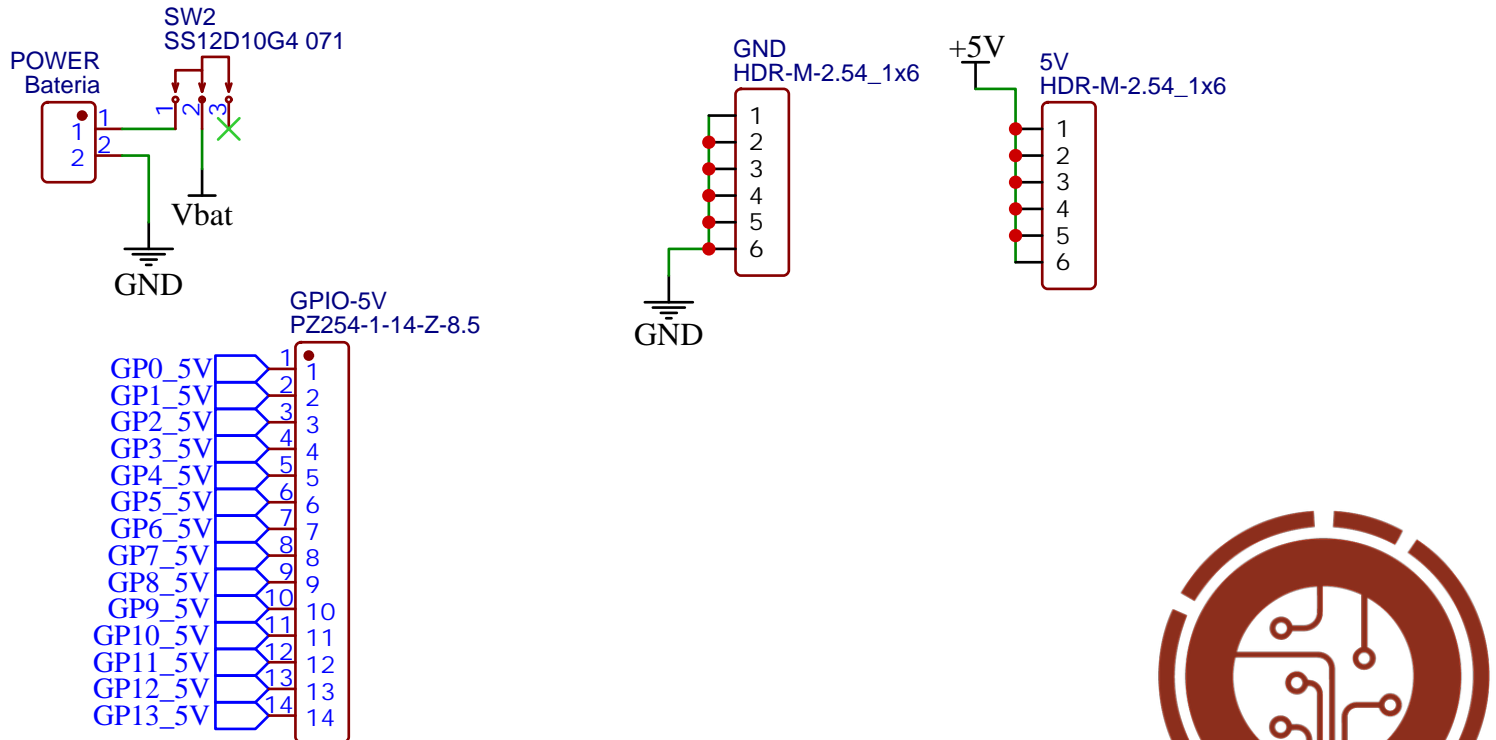 SW2
SS12D10G4 071
POWER
Bateria
1
2
1
2
1
2
3
Vbat
GND
GND
HDR-M-2.54_1x6
1
2
3
4
5
6
GND
+5V
5V
HDR-M-2.54_1x6
1
2
3
4
5
6
GPIO-5V
PZ254-1-14-Z-8.5
GP0_5V 1 1
GP1_5V 2 2
GP2_5V 3 3
GP3_5V 4 4
GP4_5V 5 5
GP5_5V 6 6
GP6_5V 7 7
GP7_5V 8 8
GP8_5V 9 9
GP9_5V 10 10
GP10_5V 11 11
GP11_5V 12 12
GP12_5V 13 13
GP13_5V 14 14